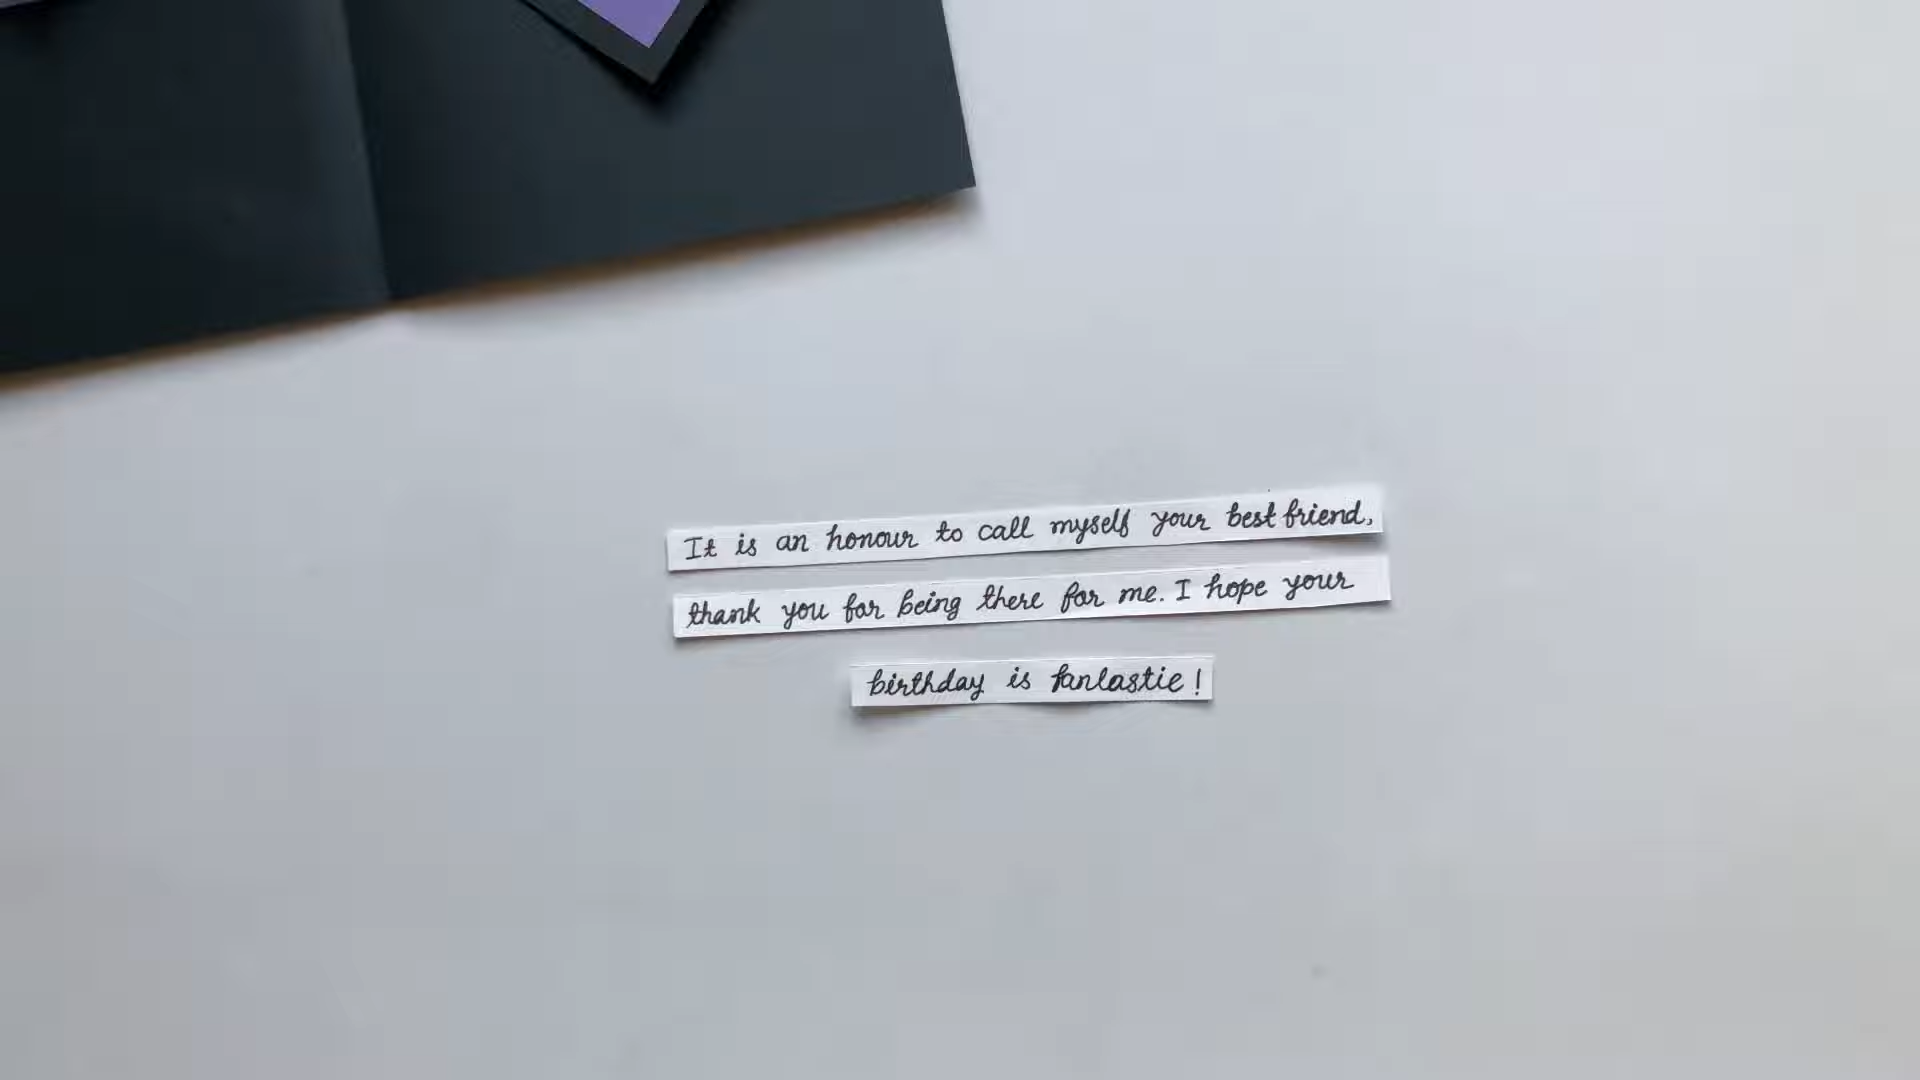 It is an honour to call myself your best friend,
thank you for being there for me. I hope your
birthday is fantastic!